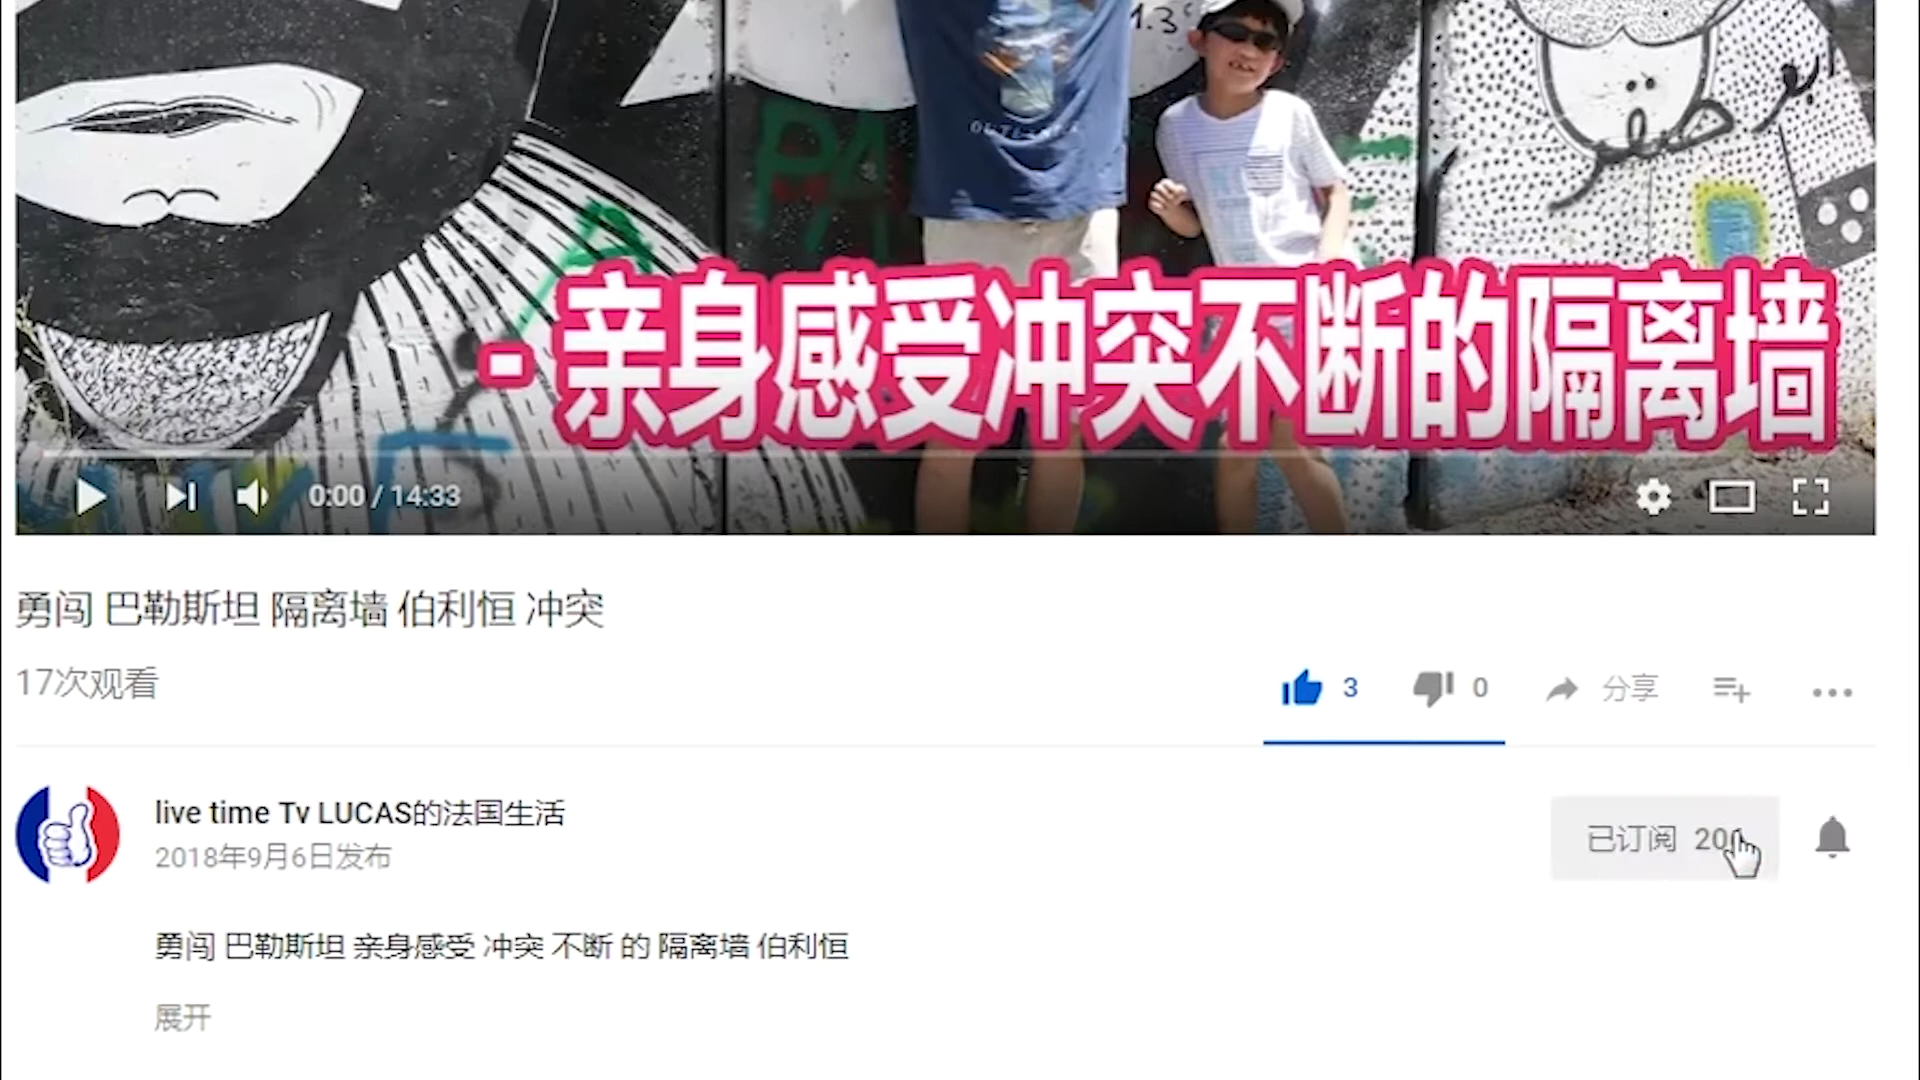 1.3
OUTLANDER
PA
- 亲身感受冲突不断的隔离墙
0:00 / 14:33
勇闯 巴勒斯坦 隔离墙 伯利恒 冲突
17次观看
3
0
分享
live time Tv LUCAS的法国生活
2018年9月6日发布
已订阅
勇闯 巴勒斯坦 亲身感受 冲突 不断 的 隔离墙 伯利恒
展开